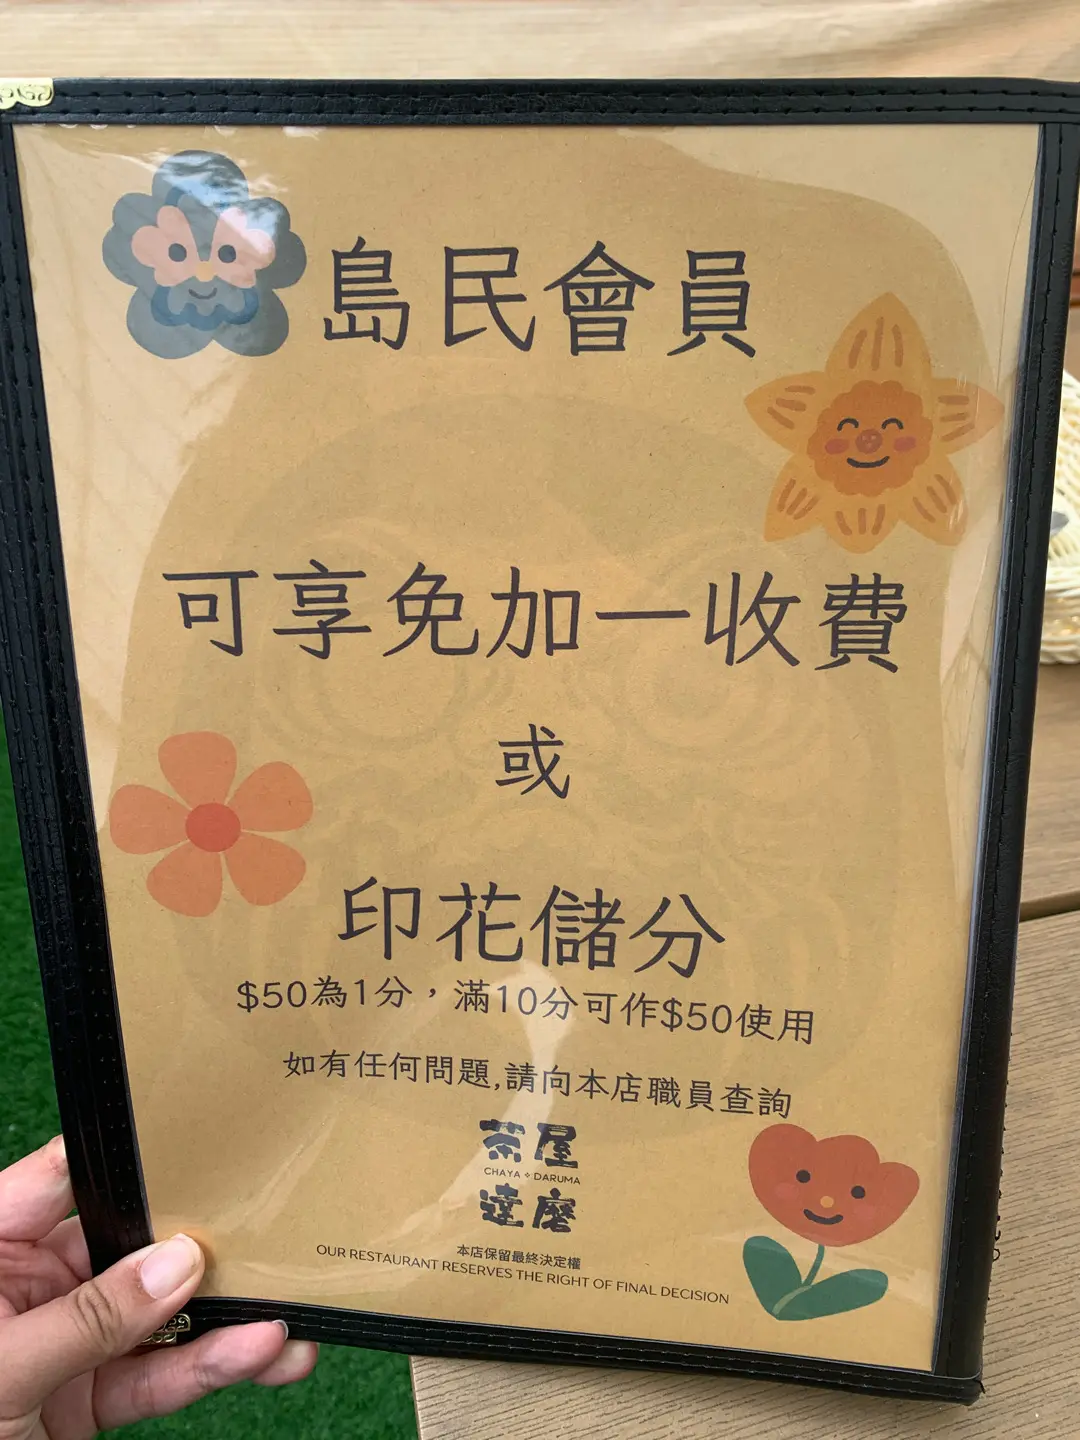 島民會員
可享免加一收費
或
印花儲分
$50為1分，滿10分可作$50使用
如有任何問題,請向本店職員查詢
茶屋
CHAYA ⟡ DARUMA
達磨
本店保留最終決定權
OUR RESTAURANT RESERVES THE RIGHT OF FINAL DECISION